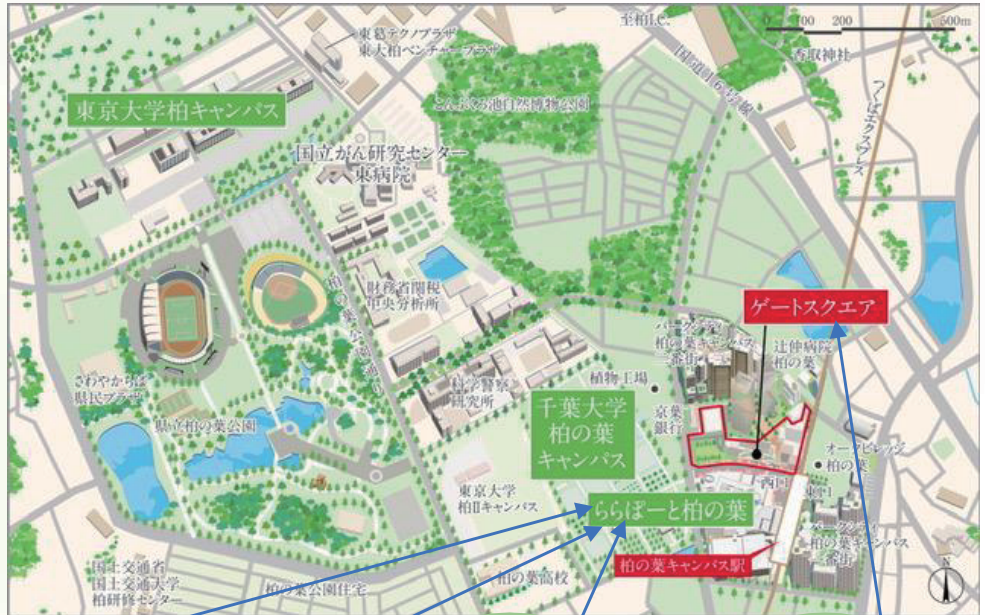 至柏I.C.
0 100 200 500m
東葛テクノプラザ
東大柏ベンチャープラザ
国道16号線
香取神社
つくばエクスプレス
東京大学柏キャンパス
こんぶくろ池自然博物公園
国立がん研究センター
東病院
柏の葉公園通り
財務省関税
中央分析所
ゲートスクエア
パークシティ
柏の葉キャンパス
二番街
辻仲病院
柏の葉
さわやかちば
県民プラザ
県立柏の葉公園
科学警察
研究所
植物工場
千葉大学
柏の葉
キャンパス
京葉
銀行
オークビレッジ
柏の葉
西口
東口
東京大学
柏IIキャンパス
ららぽーと柏の葉
パークシティ
柏の葉キャンパス
一番街
柏の葉キャンパス駅
国土交通省
国土交通大学
柏研修センター
柏の葉公園住宅
柏の葉高校
N